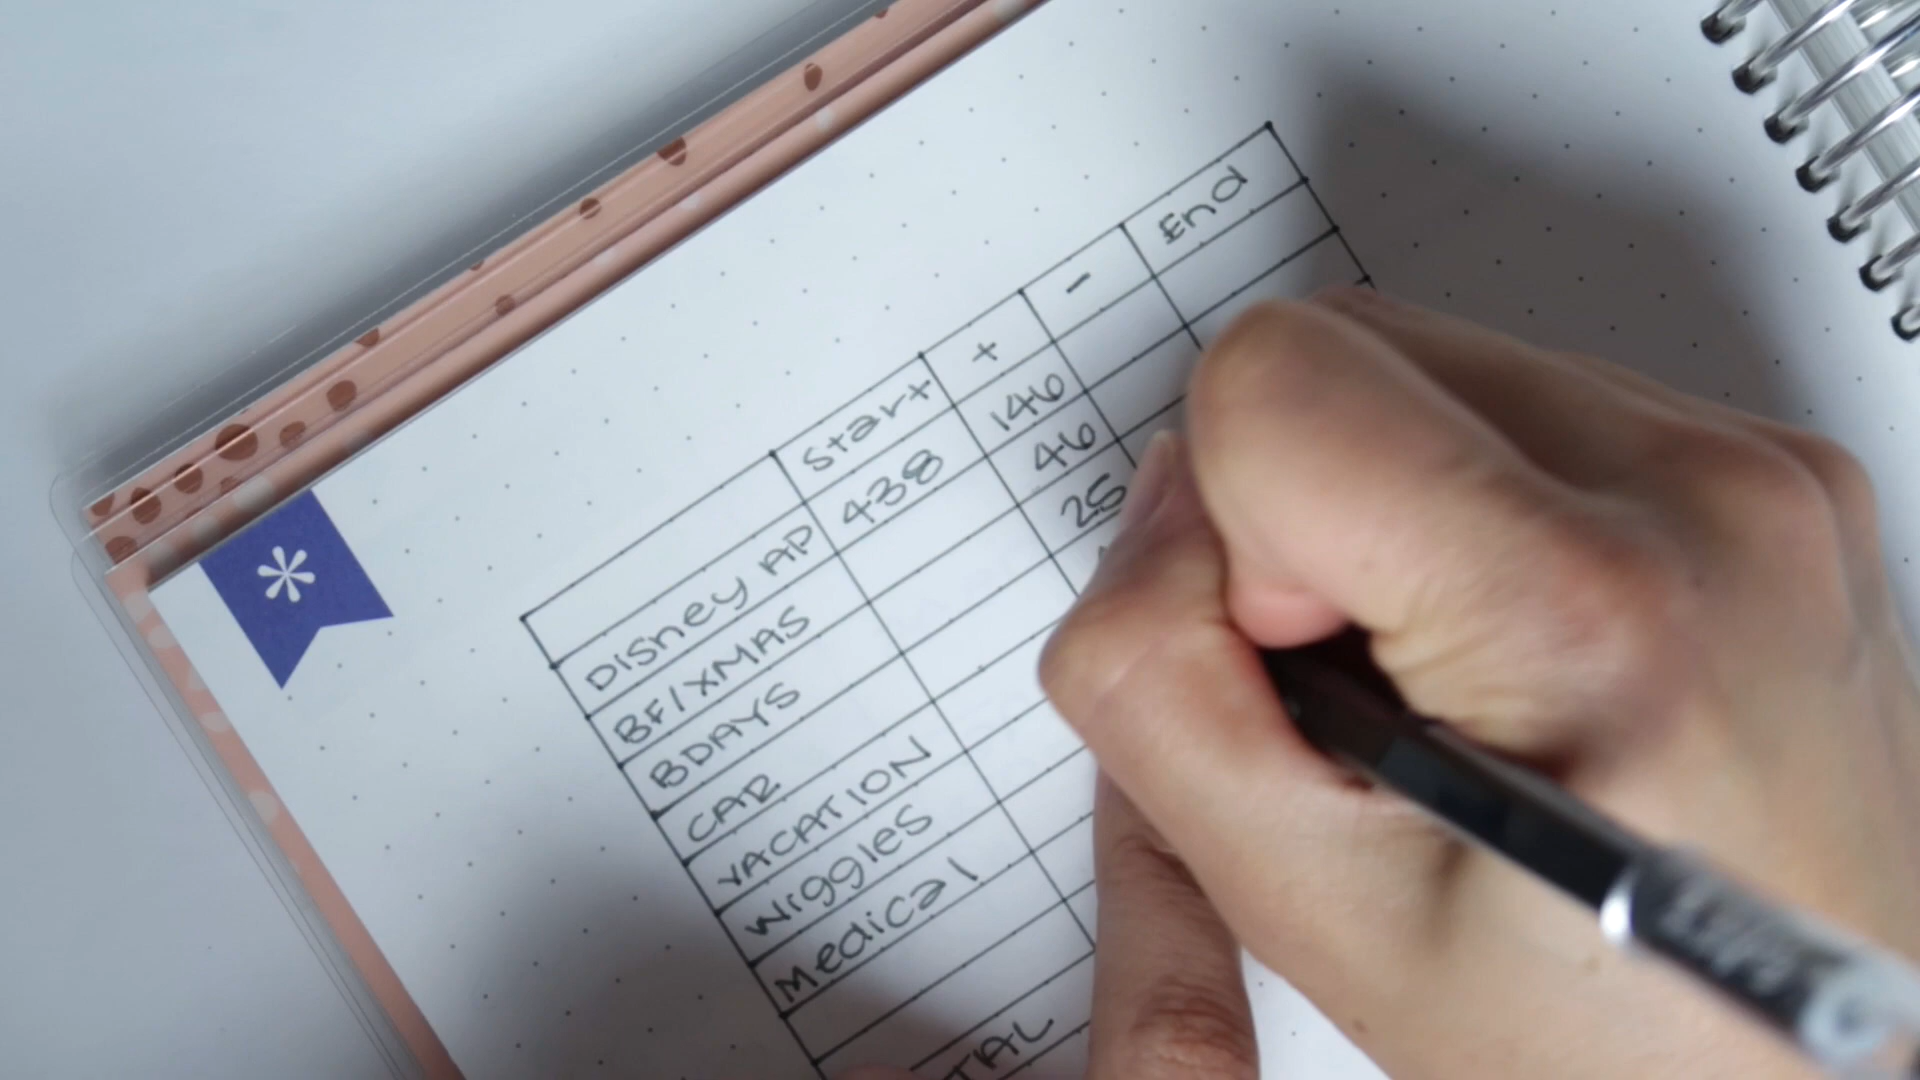 Start + - End
DISNEY AP 438 146
BF/XMAS 46
BDAYS 25
CAR
VACATION
Wiggles
Medical